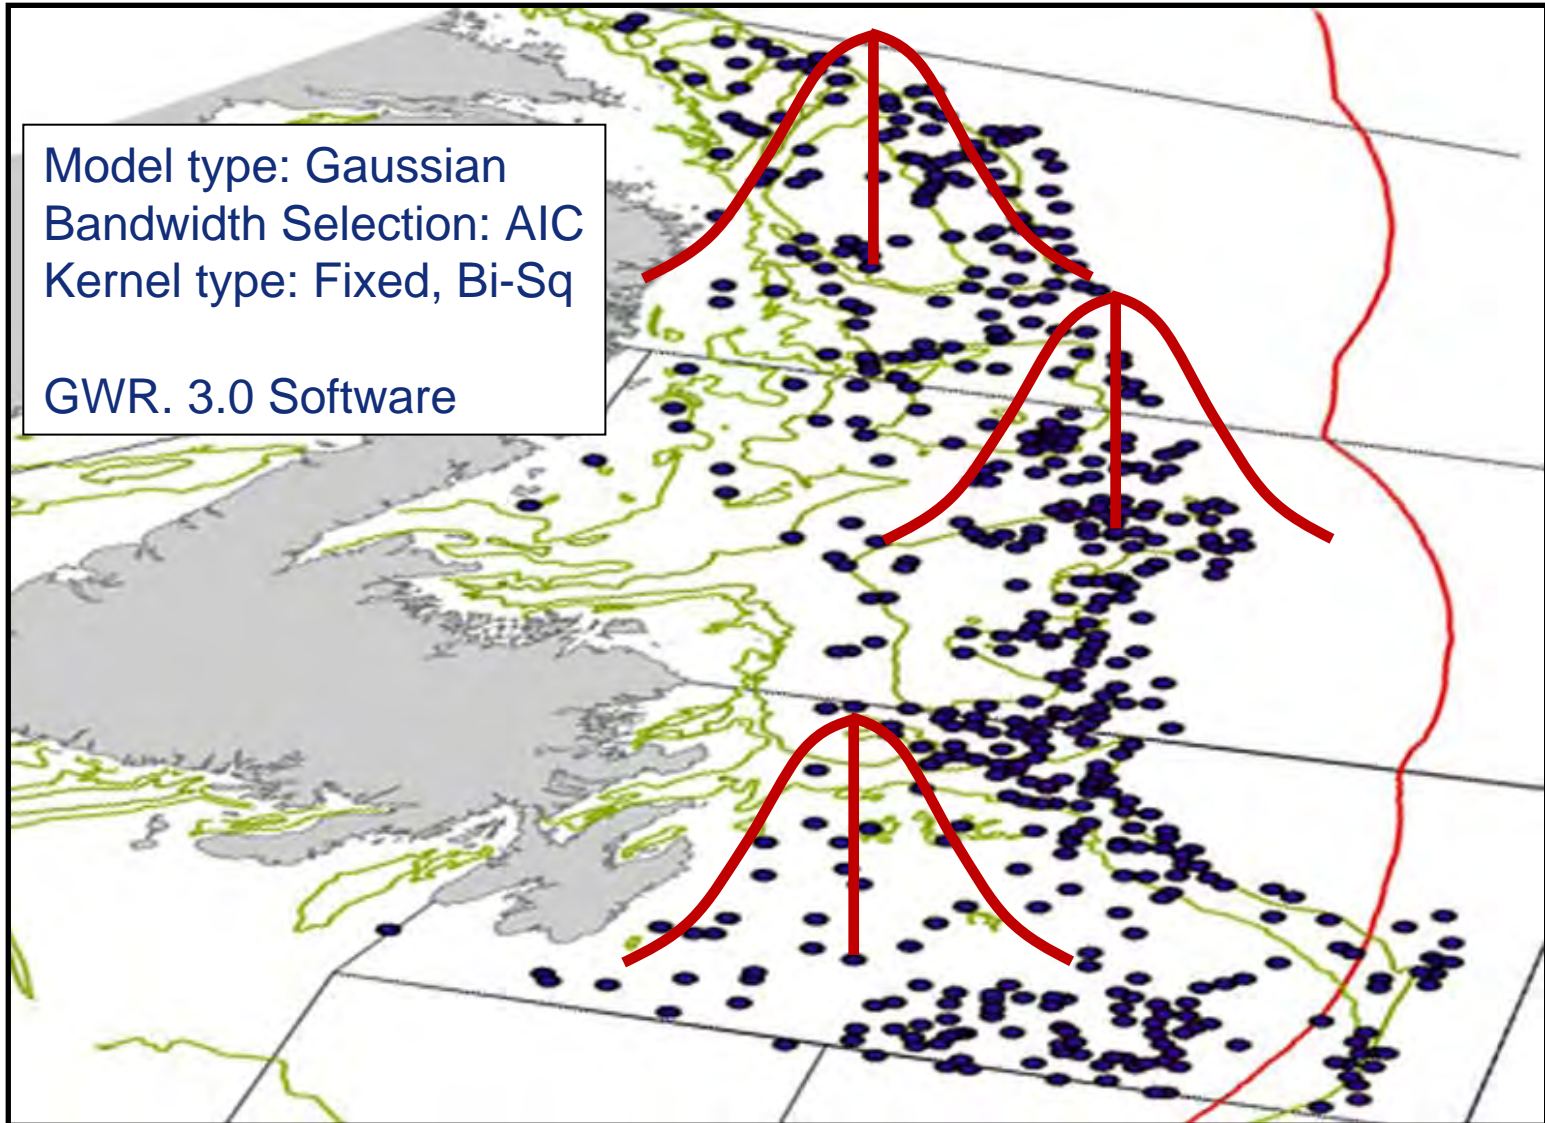 Model type: Gaussian
Bandwidth Selection: AIC
Kernel type: Fixed, Bi-Sq
GWR. 3.0 Software